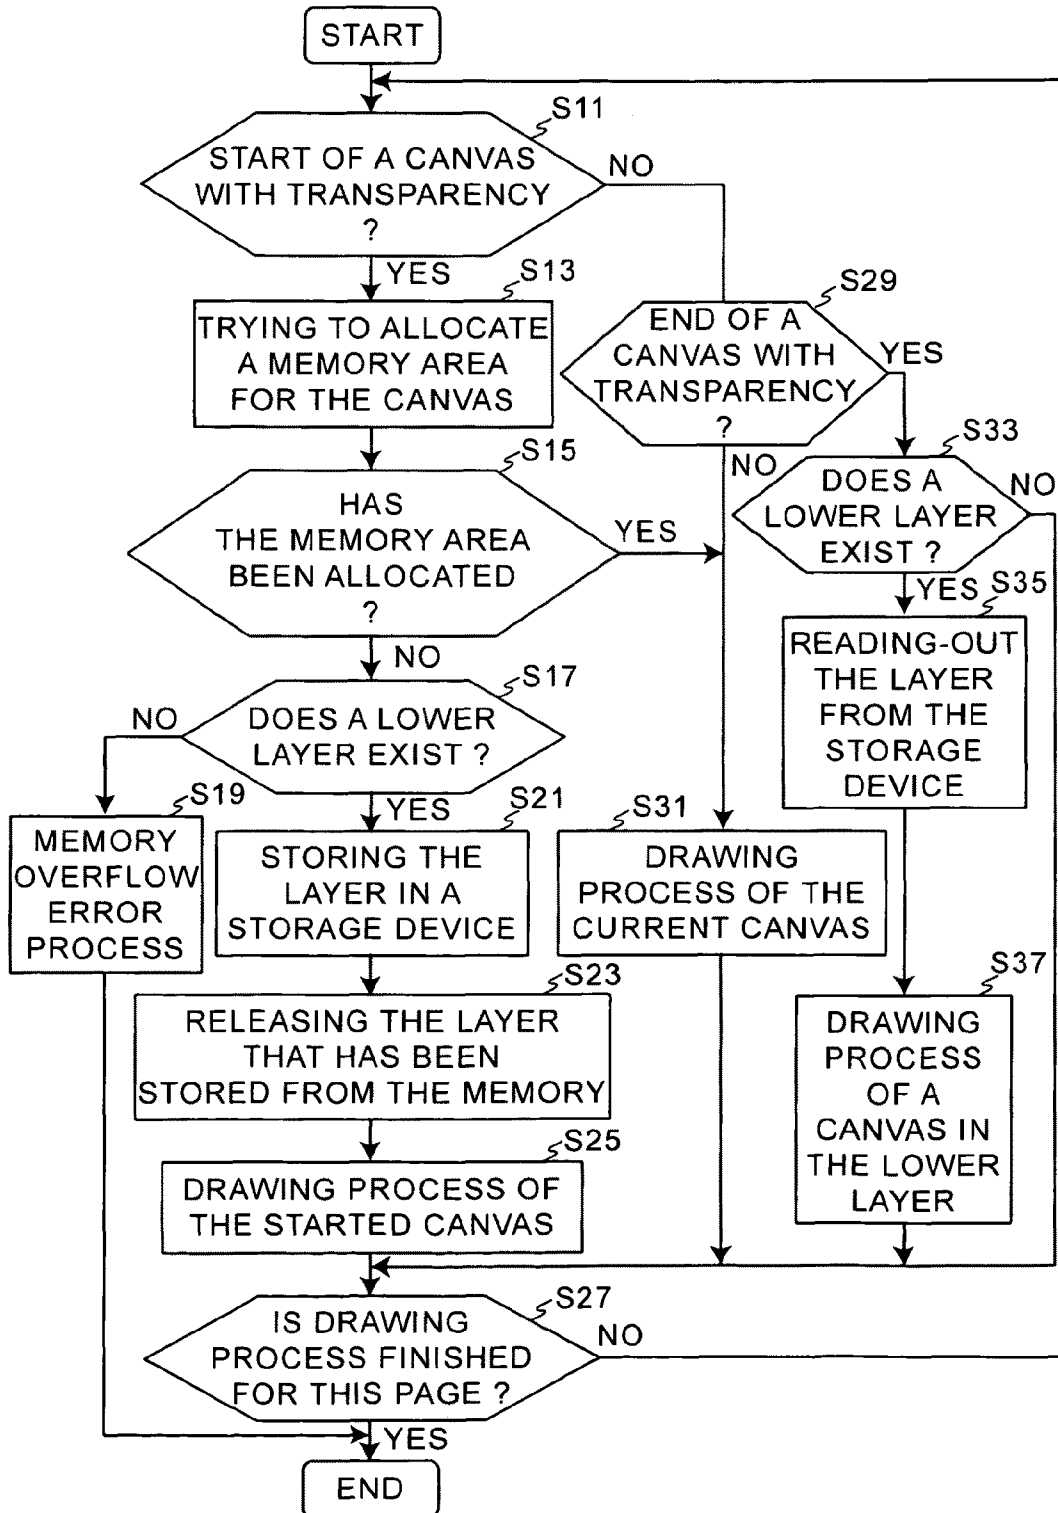 START
S11
START OF A CANVAS
WITH TRANSPARENCY
?
NO
YES
S13
TRYING TO ALLOCATE
A MEMORY AREA
FOR THE CANVAS
S29
END OF A
CANVAS WITH
TRANSPARENCY
?
YES
NO
S15
HAS
THE MEMORY AREA
BEEN ALLOCATED
?
YES
NO
S33
DOES A
LOWER LAYER
EXIST ?
NO
YES
S35
READING-OUT
THE LAYER
FROM THE
STORAGE
DEVICE
S17
DOES A LOWER
LAYER EXIST ?
NO
YES
S19
MEMORY
OVERFLOW
ERROR
PROCESS
S21
STORING THE
LAYER IN A
STORAGE DEVICE
S31
DRAWING
PROCESS OF THE
CURRENT CANVAS
S23
RELEASING THE LAYER
THAT HAS BEEN
STORED FROM THE MEMORY
S37
DRAWING
PROCESS
OF A
CANVAS IN
THE LOWER
LAYER
S25
DRAWING PROCESS OF
THE STARTED CANVAS
S27
IS DRAWING
PROCESS FINISHED
FOR THIS PAGE ?
NO
YES
END